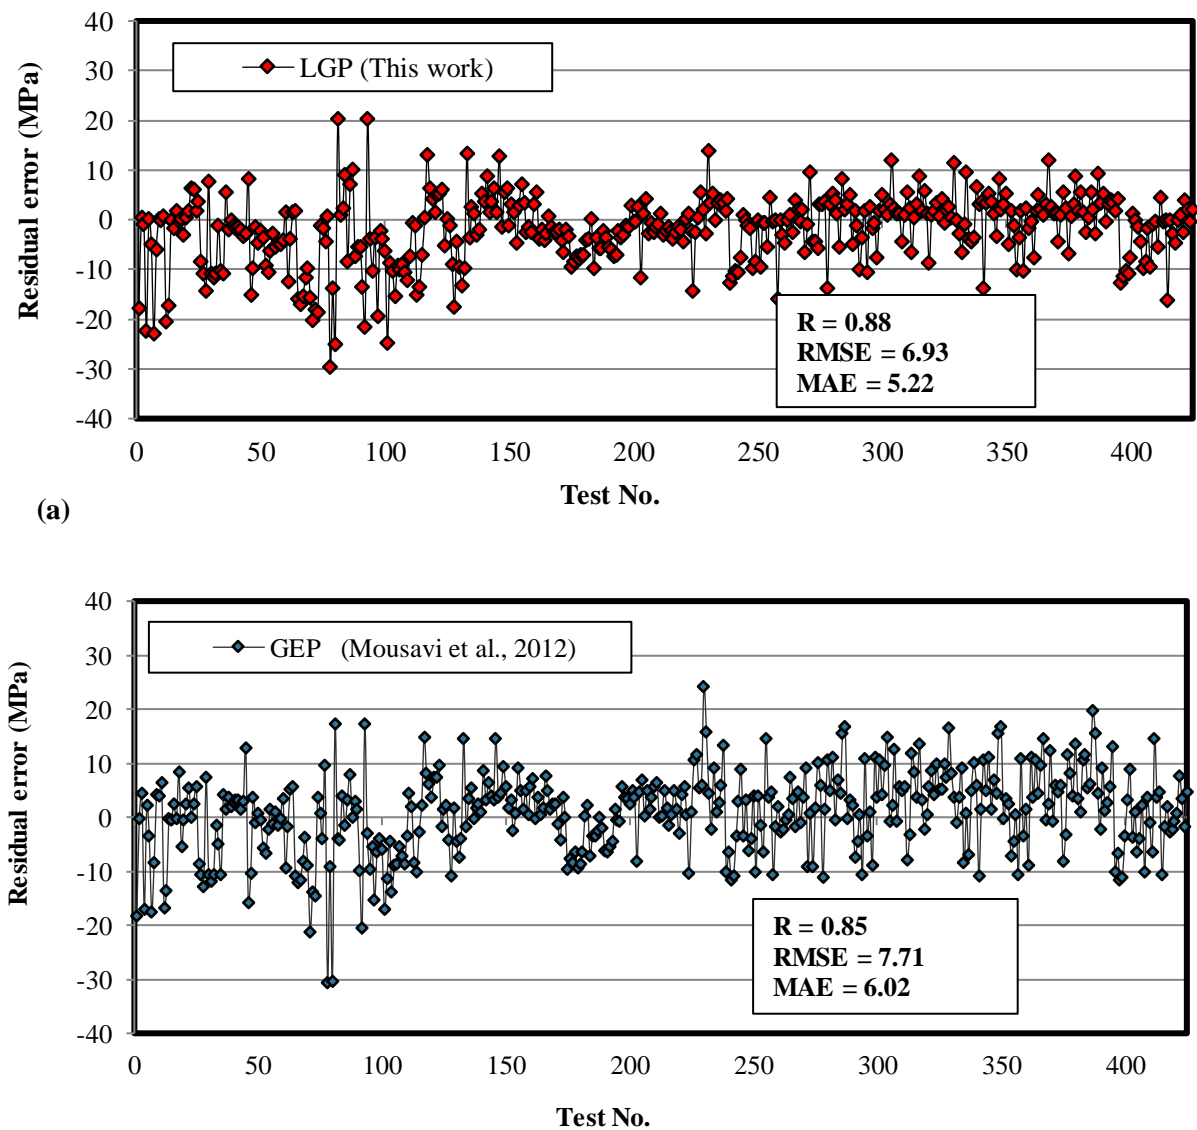 40
30
20
10
0
-10
-20
-30
-40
Residual error (MPa)
LGP (This work)
R = 0.88
RMSE = 6.93
MAE = 5.22
0 50 100 150 200 250 300 350 400
Test No.
(a)
40
30
20
10
0
-10
-20
-30
-40
Residual error (MPa)
GEP (Mousavi et al., 2012)
R = 0.85
RMSE = 7.71
MAE = 6.02
0 50 100 150 200 250 300 350 400
Test No.